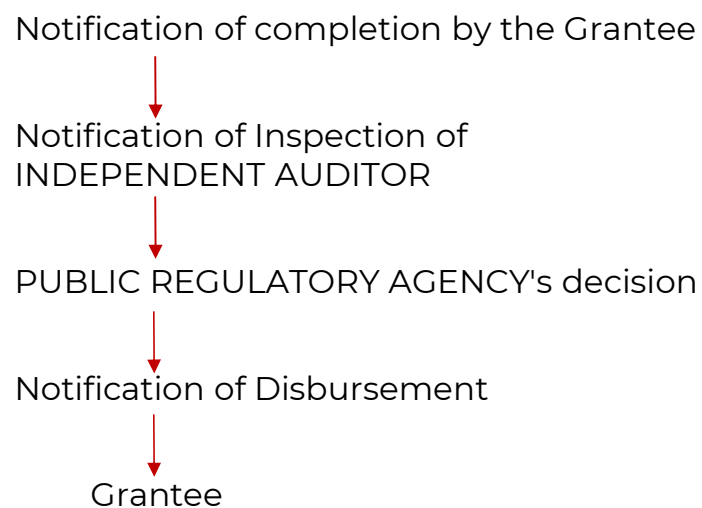 Notification of completion by the Grantee
Notification of Inspection of
INDEPENDENT AUDITOR
PUBLIC REGULATORY AGENCY's decision
Notification of Disbursement
Grantee